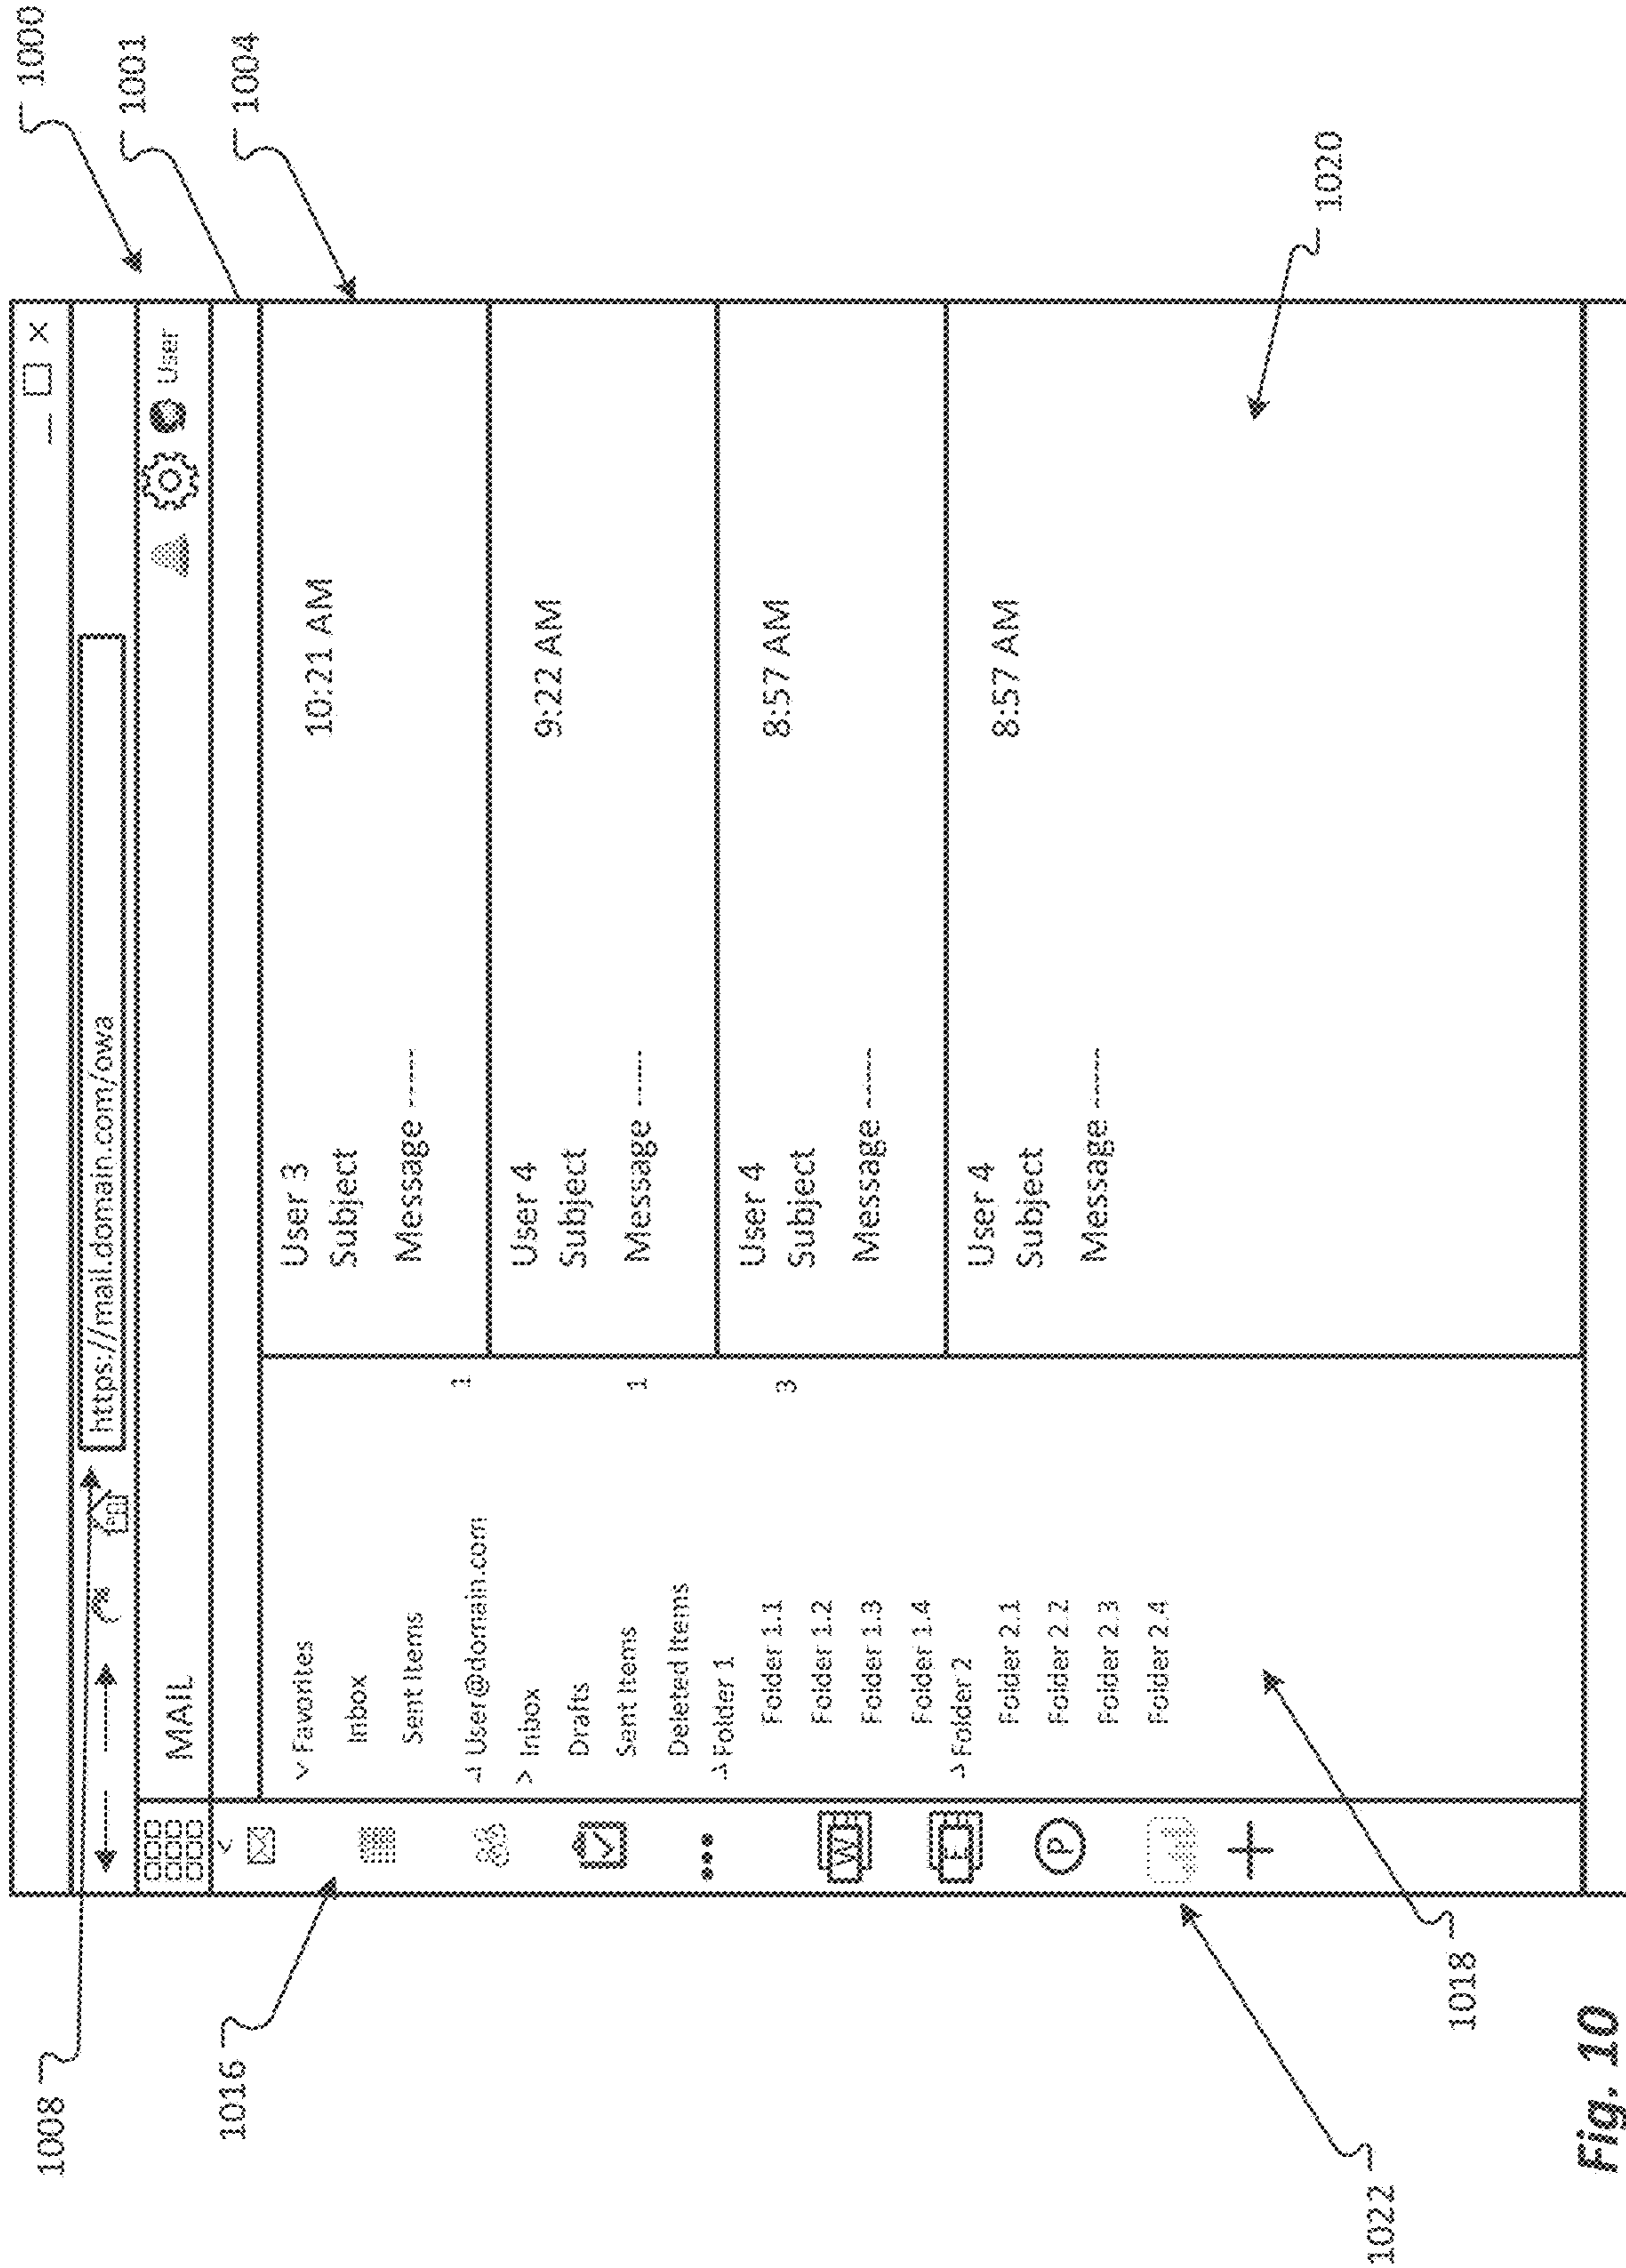 1000
1001
1004
1008
https://mail.domain.com/owa
MAIL
User
1016
Favorites
Inbox
Sent Items
1
User@domain.com
Inbox
Drafts
Sent Items
1
Deleted Items
Folder 1
Folder 1.1
3
Folder 1.2
Folder 1.3
Folder 1.4
Folder 2
Folder 2.1
Folder 2.2
Folder 2.3
Folder 2.4
W
E
P
User 3
10:21 AM
Subject
Message ------
User 4
9:22 AM
Subject
Message ------
User 4
8:57 AM
Subject
Message ------
User 4
8:57 AM
Subject
Message ------
1020
1022
1018
Fig. 10